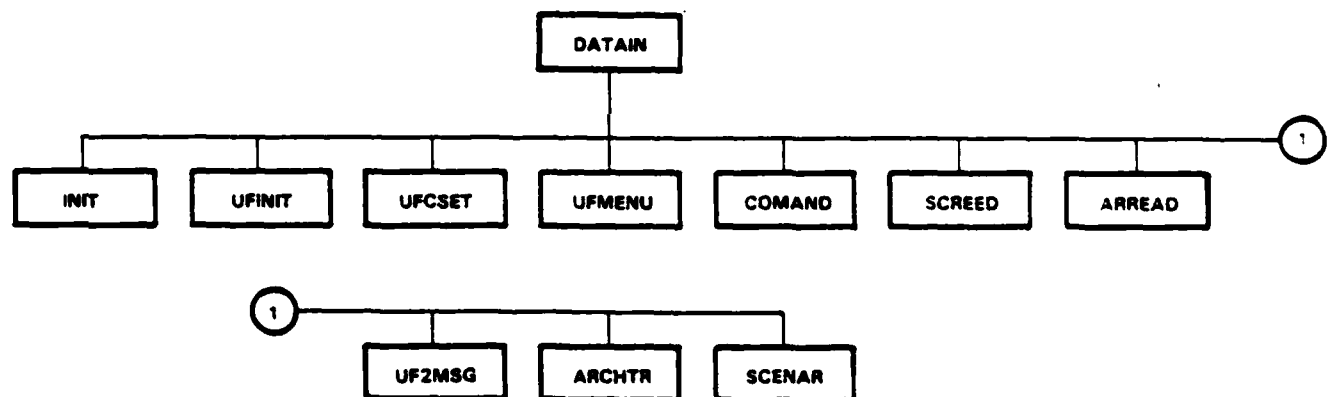 DATAIN
1
INIT UFINIT UFCSET UFMENU COMAND SCREED ARREAD
1
UF2MSG ARCHTR SCENAR